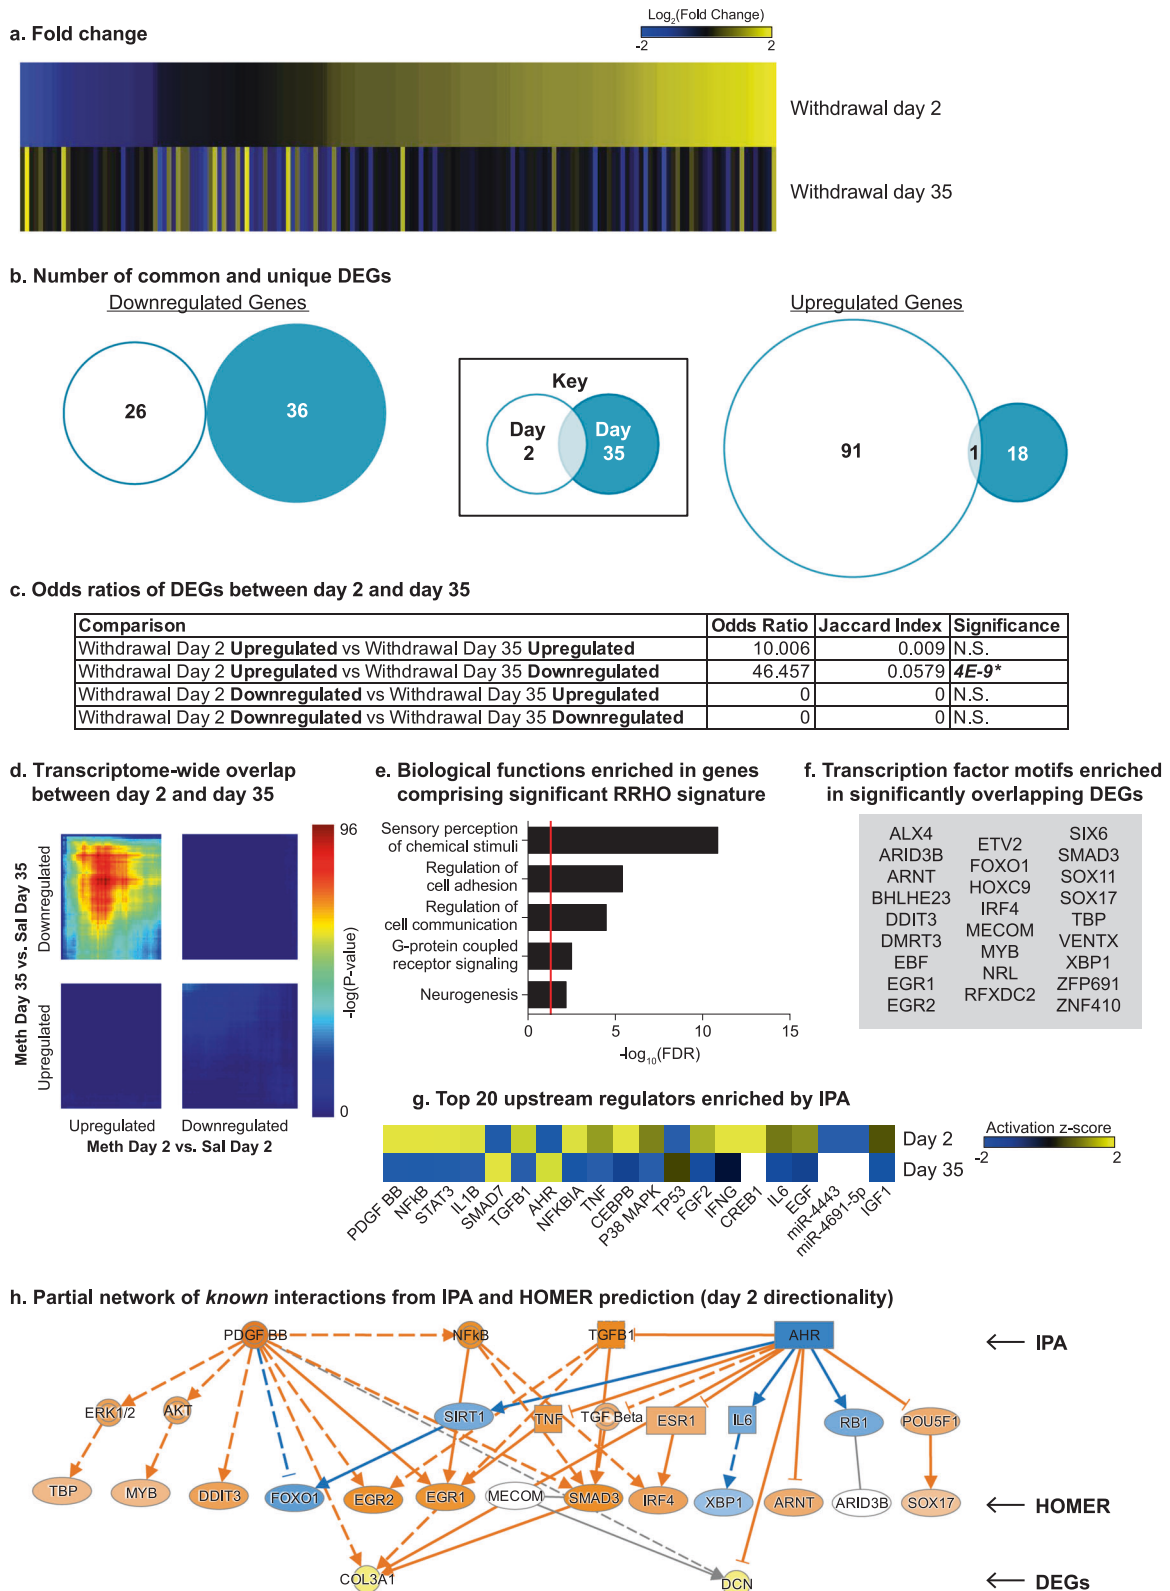 a. Fold change
Log2(Fold Change)
-2 2
Withdrawal day 2
Withdrawal day 35
b. Number of common and unique DEGs
Downregulated Genes
Upregulated Genes
26
36
Key
Day 2
Day 35
91
1
18
c. Odds ratios of DEGs between day 2 and day 35
Comparison Odds Ratio Jaccard Index Significance
Withdrawal Day 2 Upregulated vs Withdrawal Day 35 Upregulated 10.006 0.009 N.S.
Withdrawal Day 2 Upregulated vs Withdrawal Day 35 Downregulated 46.457 0.0579 4E-9*
Withdrawal Day 2 Downregulated vs Withdrawal Day 35 Upregulated 0 0 N.S.
Withdrawal Day 2 Downregulated vs Withdrawal Day 35 Downregulated 0 0 N.S.
d. Transcriptome-wide overlap
between day 2 and day 35
Meth Day 35 vs. Sal Day 35
Downregulated
Upregulated
96
-log(P-value)
0
Upregulated
Downregulated
Meth Day 2 vs. Sal Day 2
e. Biological functions enriched in genes
comprising significant RRHO signature
Sensory perception
of chemical stimuli
Regulation of
cell adhesion
Regulation of
cell communication
G-protein coupled
receptor signaling
Neurogenesis
0 5 10 15
-log10(FDR)
f. Transcription factor motifs enriched
in significantly overlapping DEGs
ALX4
ARID3B
ARNT
BHLHE23
DDIT3
DMRT3
EBF
EGR1
EGR2
ETV2
FOXO1
HOXC9
IRF4
MECOM
MYB
NRL
RFXDC2
SIX6
SMAD3
SOX11
SOX17
TBP
VENTX
XBP1
ZFP691
ZNF410
g. Top 20 upstream regulators enriched by IPA
Day 2
Day 35
Activation z-score
-2 2
PDGF BB
NFkB
STAT3
IL1B
SMAD7
TGFB1
AHR
NFKBIA
TNF
CEBPB
P38 MAPK
TP53
FGF2
IFNG
CREB1
IL6
EGF
miR-4443
miR-4691-5p
IGF1
h. Partial network of known interactions from IPA and HOMER prediction (day 2 directionality)
PDGF BB
NFkB
TGFB1
AHR
← IPA
ERK1/2
AKT
SIRT1
TNF
TGF Beta
ESR1
IL6
RB1
POU5F1
TBP
MYB
DDIT3
FOXO1
EGR2
EGR1
MECOM
SMAD3
IRF4
XBP1
ARNT
ARID3B
SOX17
← HOMER
COL3A1
DCN
← DEGs